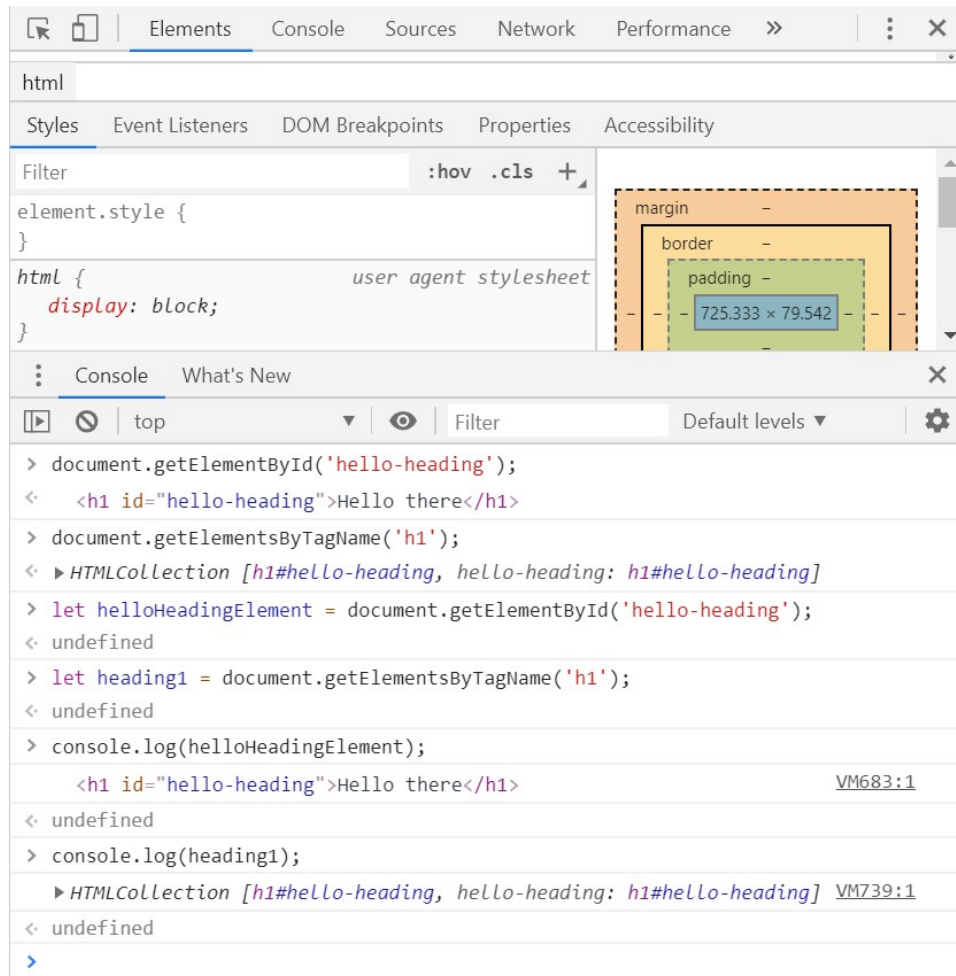 Elements Console Sources Network Performance »
html
Styles Event Listeners DOM Breakpoints Properties Accessibility
Filter :hov .cls +
element.style {
}
html { user agent stylesheet
display: block;
}
margin –
border –
padding –
– – – 725.333 × 79.542 – – –
–
Console What's New
top Filter Default levels
> document.getElementById('hello-heading');
<h1 id="hello-heading">Hello there</h1>
> document.getElementsByTagName('h1');
HTMLCollection [h1#hello-heading, hello-heading: h1#hello-heading]
> let helloHeadingElement = document.getElementById('hello-heading');
undefined
> let heading1 = document.getElementsByTagName('h1');
undefined
> console.log(helloHeadingElement);
<h1 id="hello-heading">Hello there</h1> VM683:1
undefined
> console.log(heading1);
HTMLCollection [h1#hello-heading, hello-heading: h1#hello-heading] VM739:1
undefined
>